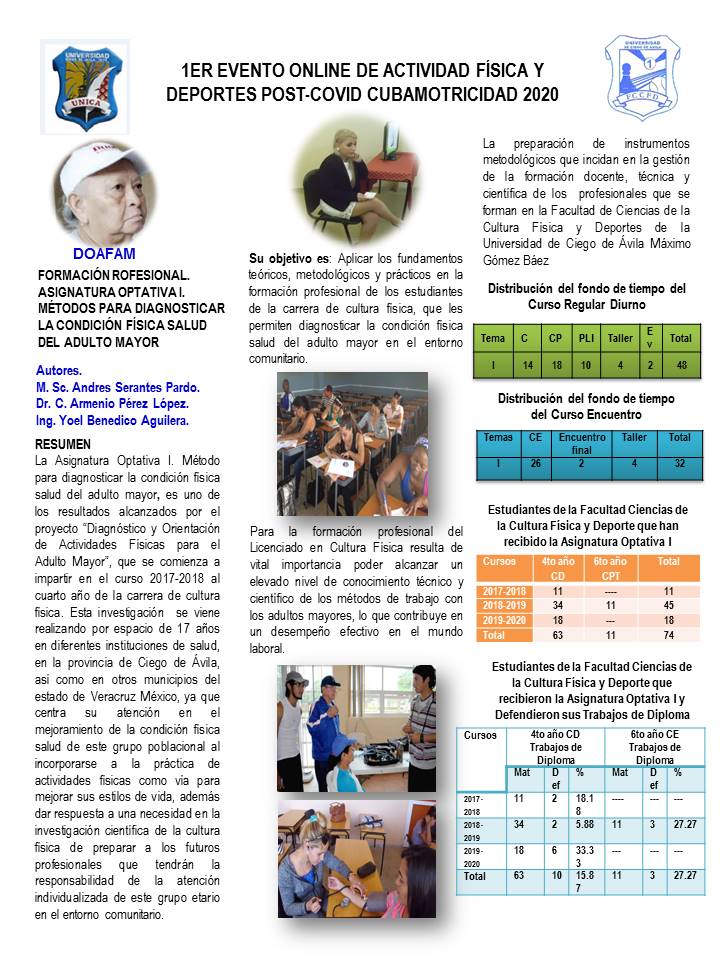 1ER EVENTO ONLINE DE ACTIVIDAD FÍSICA Y
DEPORTES POST-COVID CUBAMOTRICIDAD 2020
UNIVERSIDAD
UNICA
UNIVERSIDAD
DE CIEGO DE ÁVILA
F.C.C.F.D.
DOAFAM
FORMACIÓN ROFESIONAL.
ASIGNATURA OPTATIVA I.
MÉTODOS PARA DIAGNOSTICAR
LA CONDICIÓN FÍSICA SALUD
DEL ADULTO MAYOR
Autores.
M. Sc. Andres Serantes Pardo.
Dr. C. Armenio Pérez López.
Ing. Yoel Benedico Aguilera.
RESUMEN
La Asignatura Optativa I. Método
para diagnosticar la condición física
salud del adulto mayor, es uno de
los resultados alcanzados por el
proyecto “Diagnóstico y Orientación
de Actividades Físicas para el
Adulto Mayor”, que se comienza a
impartir en el curso 2017-2018 al
cuarto año de la carrera de cultura
física. Esta investigación se viene
realizando por espacio de 17 años
en diferentes instituciones de salud,
en la provincia de Ciego de Ávila,
así como en otros municipios del
estado de Veracruz México, ya que
centra su atención en el
mejoramiento de la condición física
salud de este grupo poblacional al
incorporarse a la práctica de
actividades físicas como vía para
mejorar sus estilos de vida, además
dar respuesta a una necesidad en la
investigación científica de la cultura
física de preparar a los futuros
profesionales que tendrán la
responsabilidad de la atención
individualizada de este grupo etario
en el entorno comunitario.
Su objetivo es: Aplicar los fundamentos
teóricos, metodológicos y prácticos en la
formación profesional de los estudiantes
de la carrera de cultura física, que les
permiten diagnosticar la condición física
salud del adulto mayor en el entorno
comunitario.
Para la formación profesional del
Licenciado en Cultura Física resulta de
vital importancia poder alcanzar un
elevado nivel de conocimiento técnico y
científico de los métodos de trabajo con
los adultos mayores, lo que contribuye en
un desempeño efectivo en el mundo
laboral.
La preparación de instrumentos
metodológicos que incidan en la gestión
de la formación docente, técnica y
científica de los profesionales que se
forman en la Facultad de Ciencias de la
Cultura Física y Deportes de la
Universidad de Ciego de Ávila Máximo
Gómez Báez
Distribución del fondo de tiempo del
Curso Regular Diurno
Tema C CP PLI Taller Ev Total
I 14 18 10 4 2 48
Distribución del fondo de tiempo
del Curso Encuentro
Temas CE Encuentro final Taller Total
I 26 2 4 32
Estudiantes de la Facultad Ciencias de
la Cultura Física y Deporte que han
recibido la Asignatura Optativa I
Cursos 4to año CD 6to año CPT Total
2017-2018 11 ---- 11
2018-2019 34 11 45
2019-2020 18 --- 18
Total 63 11 74
Estudiantes de la Facultad Ciencias de
la Cultura Física y Deporte que
recibieron la Asignatura Optativa I y
Defendieron sus Trabajos de Diploma
Cursos 4to año CD Trabajos de Diploma 6to año CE Trabajos de Diploma
Mat Def % Mat Def %
2017-2018 11 2 18.18 ---- --- ---
2018-2019 34 2 5.88 11 3 27.27
2019-2020 18 6 33.33 --- --- ---
Total 63 10 15.87 11 3 27.27